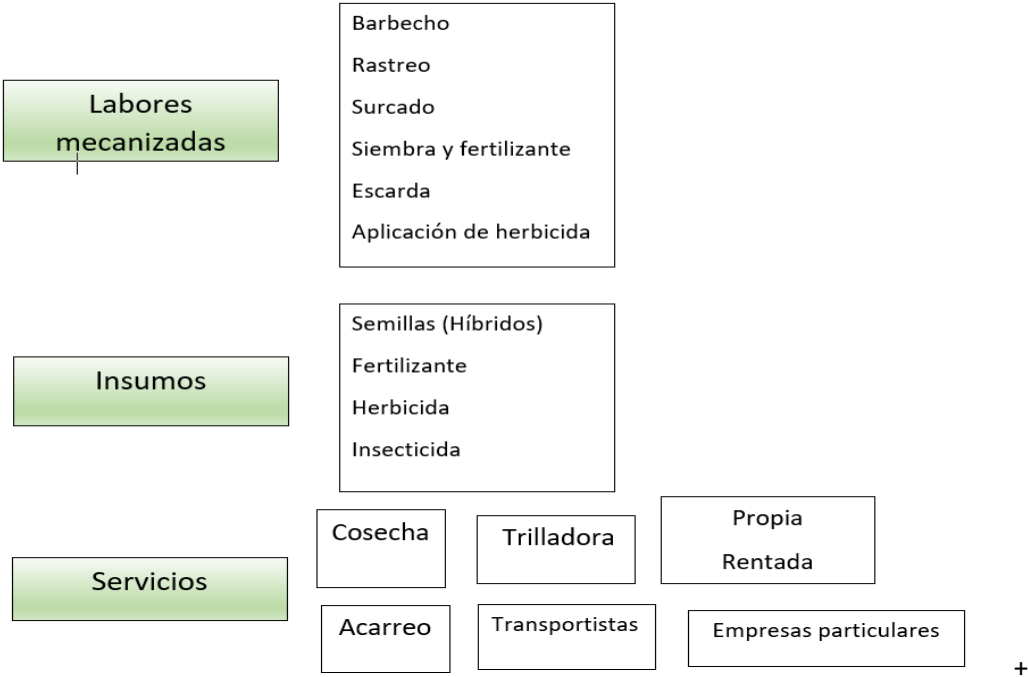 Labores
mecanizadas
Barbecho
Rastreo
Surcado
Siembra y fertilizante
Escarda
Aplicación de herbicida
Insumos
Semillas (Híbridos)
Fertilizante
Herbicida
Insecticida
Servicios
Cosecha
Trilladora
Propia
Rentada
Acarreo
Transportistas
Empresas particulares
+